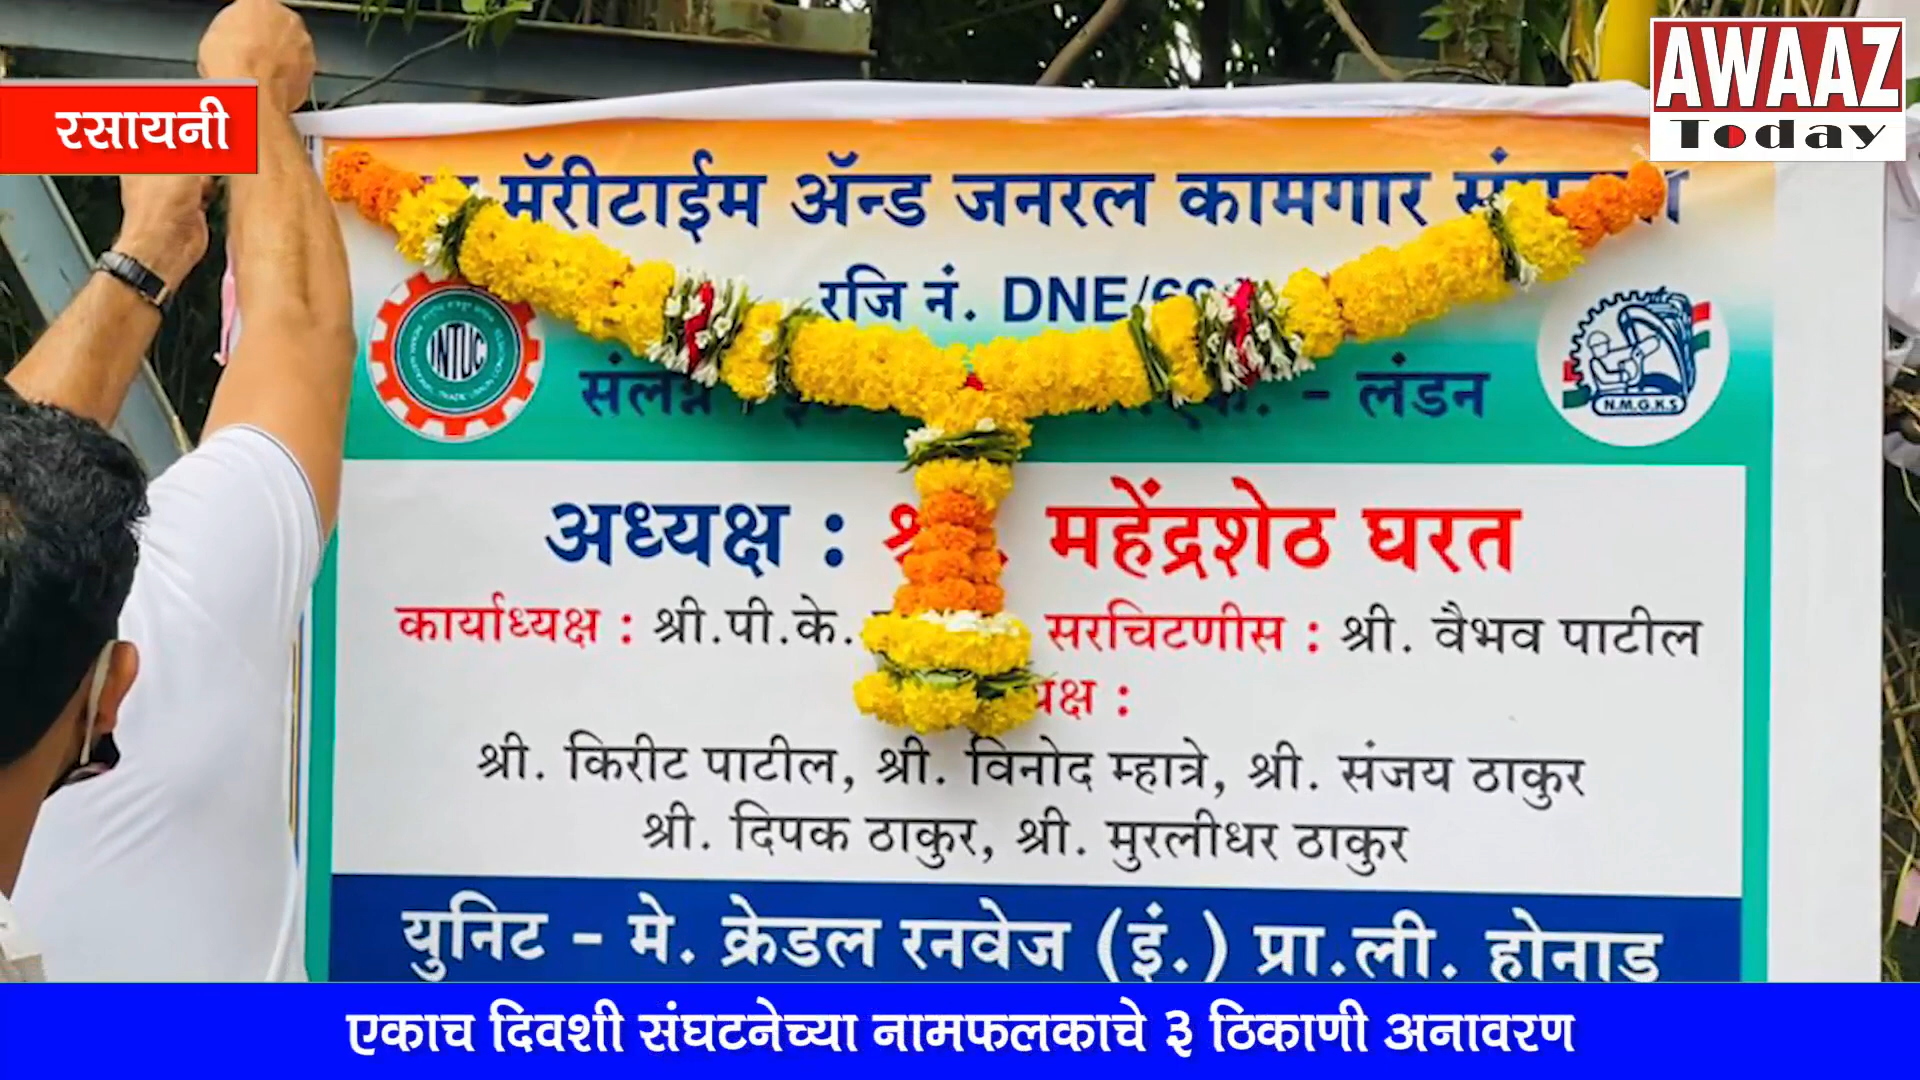 AWAAZ
Today
रसायनी
मॅरीटाईम ॲन्ड जनरल कामगार
रजि नं. DNE/
संलग्न - लंडन
INTUC
N.M.G.K.S
अध्यक्ष : महेंद्रशेठ घरत
कार्याध्यक्ष : श्री.पी.के. सरचिटणीस : श्री. वैभव पाटील
श्री. किरीट पाटील, श्री. विनोद म्हात्रे, श्री. संजय ठाकुर
श्री. दिपक ठाकुर, श्री. मुरलीधर ठाकुर
युनिट - मे. क्रेडल रनवेज (इं.) प्रा.ली. होनाड
एकाच दिवशी संघटनेच्या नामफलकाचे ३ ठिकाणी अनावरण